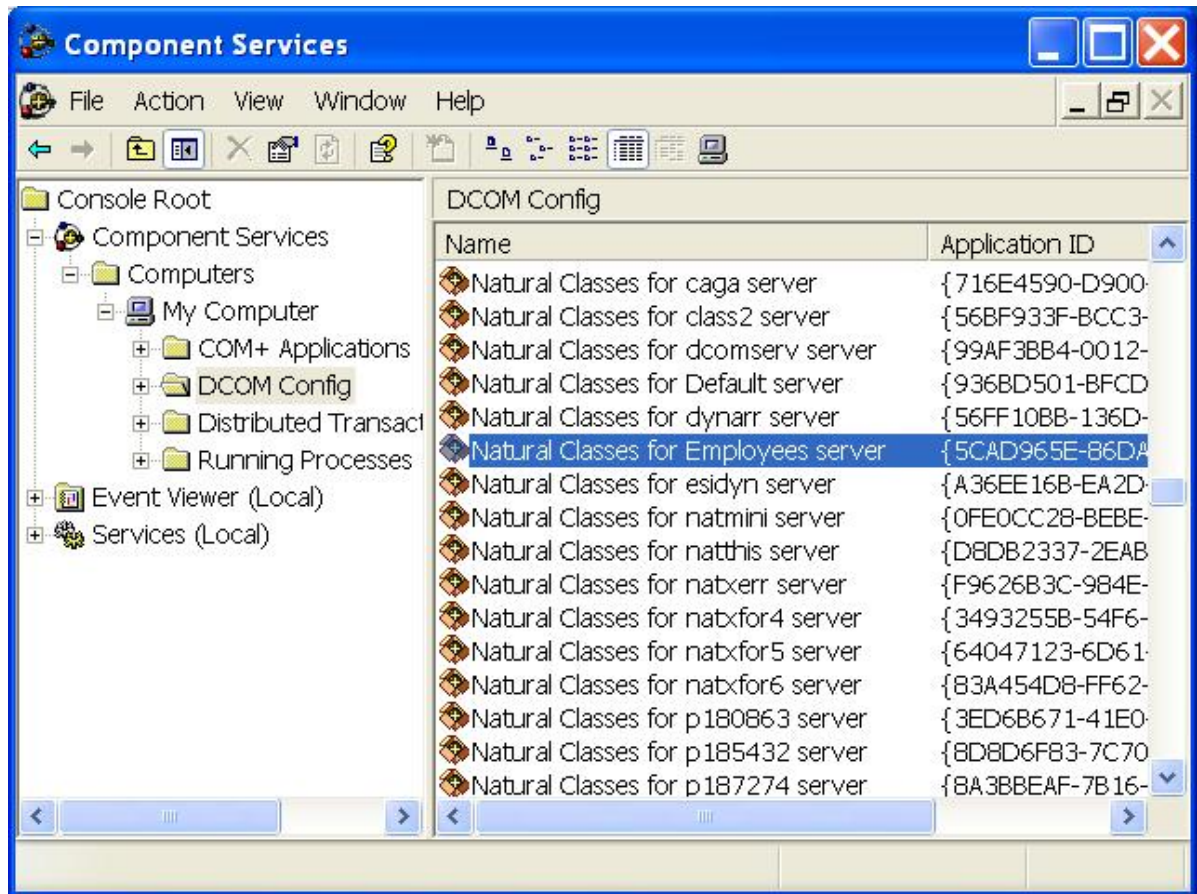 Component Services
File Action View Window Help
Console Root
Component Services
Computers
My Computer
COM+ Applications
DCOM Config
Distributed Transact
Running Processes
Event Viewer (Local)
Services (Local)
DCOM Config
Name Application ID
Natural Classes for caga server {716E4590-D900-
Natural Classes for class2 server {56BF933F-BCC3-
Natural Classes for dcomserv server {99AF3BB4-0012-
Natural Classes for Default server {936BD501-BFCD
Natural Classes for dynarr server {56FF10BB-136D-
Natural Classes for Employees server {5CAD965E-86DA
Natural Classes for esidyn server {A36EE16B-EA2D-
Natural Classes for natmini server {0FE0CC28-BEBE-
Natural Classes for natthis server {D8DB2337-2EAB
Natural Classes for natxerr server {F9626B3C-984E-
Natural Classes for natxfor4 server {3493255B-54F6-
Natural Classes for natxfor5 server {64047123-6D61-
Natural Classes for natxfor6 server {83A454D8-FF62-
Natural Classes for p180863 server {3ED6B671-41E0-
Natural Classes for p185432 server {8D8D6F83-7C70
Natural Classes for p187274 server {8A3BBEAF-7B16-